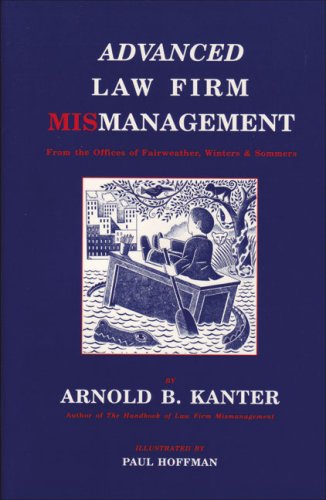 ADVANCED
LAW FIRM
MISMANAGEMENT
From the Offices of Fairweather, Winters & Sommers
BY
ARNOLD B. KANTER
Author of The Handbook of Law Firm Mismanagement
ILLUSTRATED BY
PAUL HOFFMAN